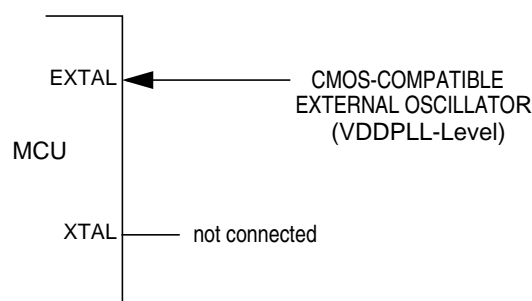 EXTAL
CMOS-COMPATIBLE
EXTERNAL OSCILLATOR
(VDDPLL-Level)
MCU
XTAL
not connected